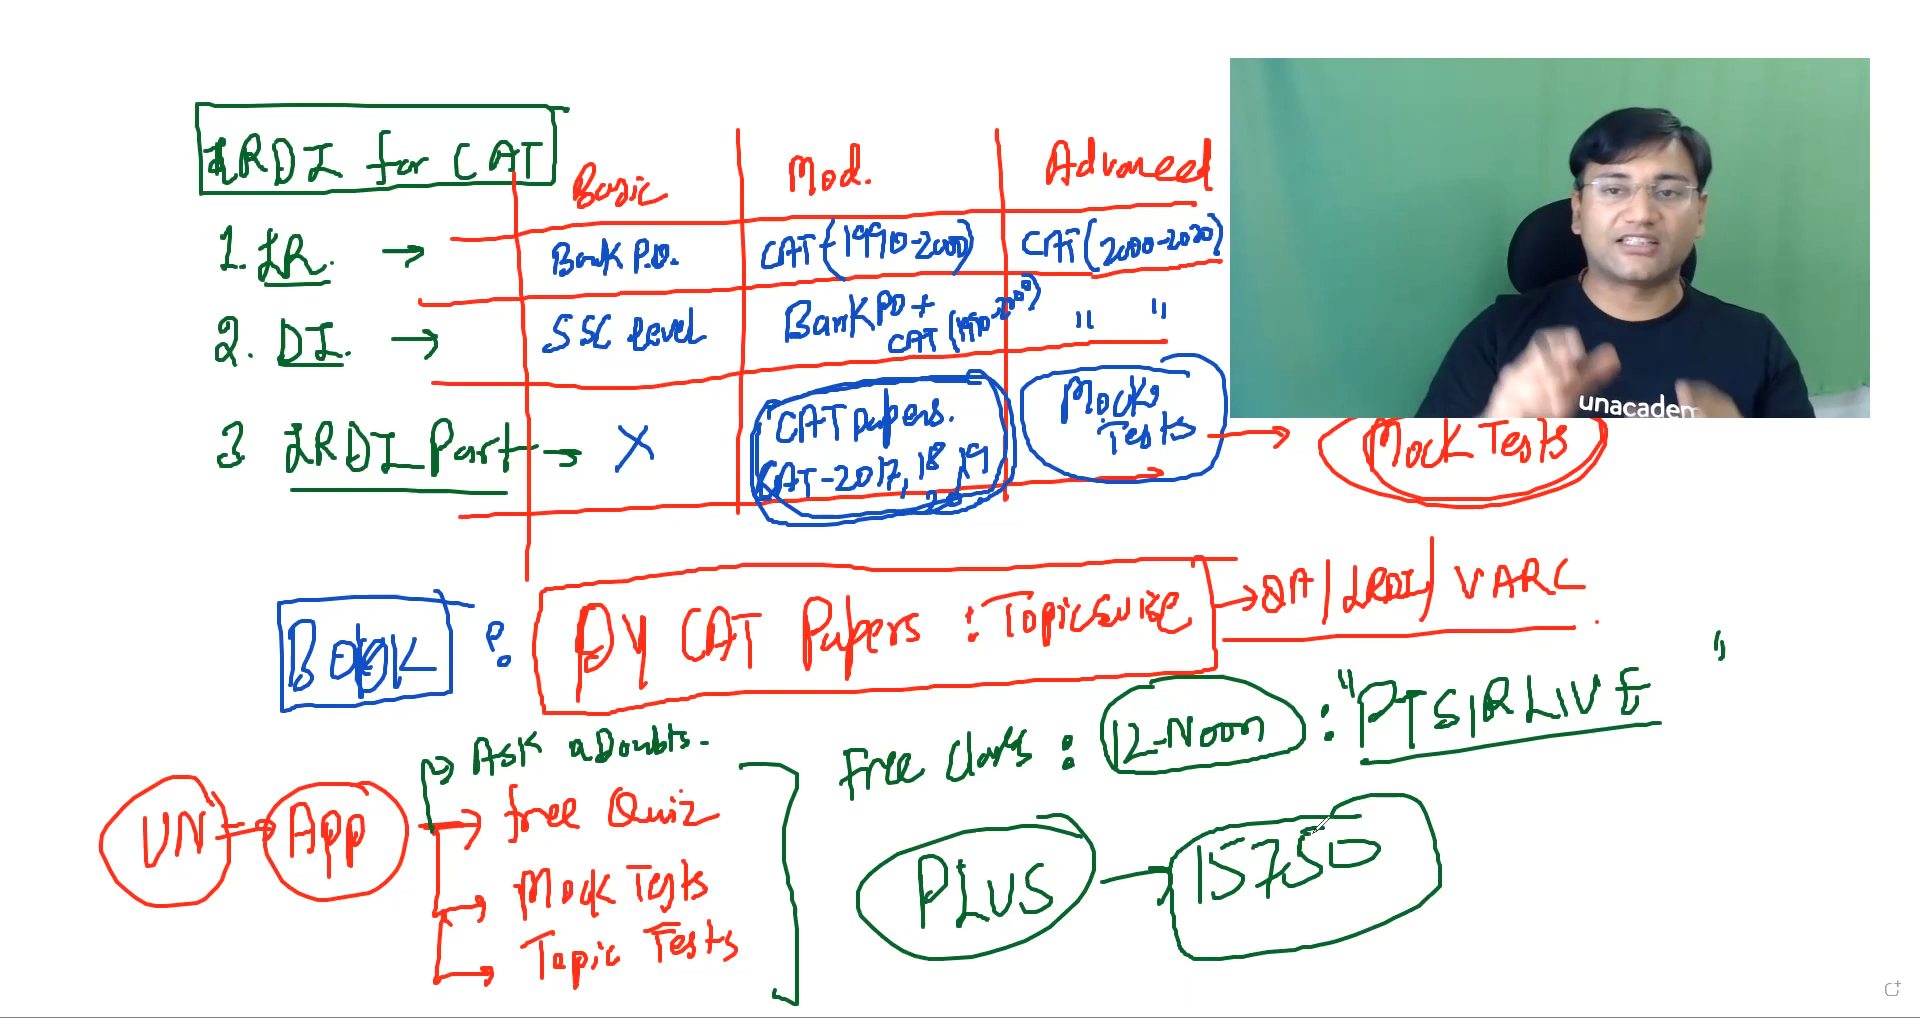 LRDI for CAT
Basic Mod. Advanced
1. LR. → Bank P.O. CAT (1990-2000) CAT (2000-2020)
2. DI. → SSC level Bank PO + CAT (1990-2000) " "
3 LRDI Part → X CAT Papers. CAT-2017, 18, 19 20 Mock Tests → Mock Tests
unacadem
Book : PY CAT Papers : Topicswise → QA / LRDI / VARC
Free class : 12-Noon : "PTSIRLIVE"
UN → App
→ Ask a Doubts.
→ free Quiz
→ Mock Tests
→ Topic Tests
PLUS → 15750